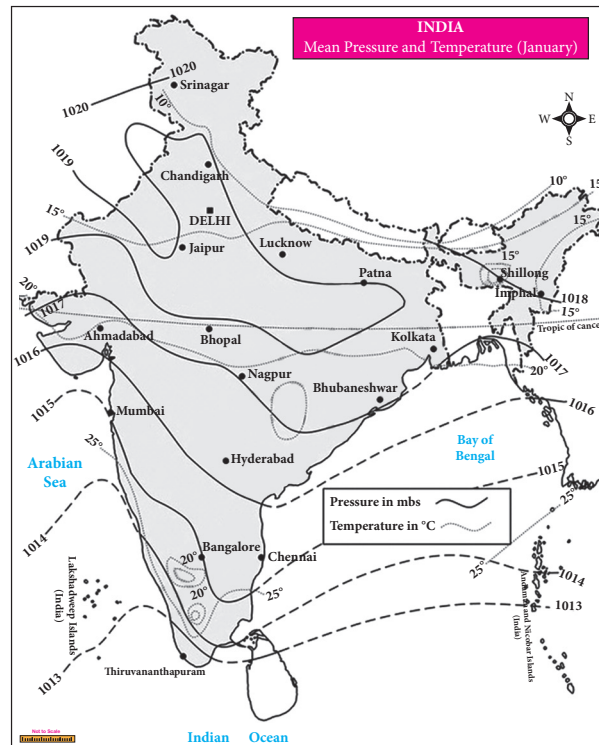 INDIA
Mean Pressure and Temperature (January)
1020
1020
Srinagar
10°
N
W E
S
1019
Chandigarh
DELHI
15°
10°
15
15°
1019
Jaipur
Lucknow
Patna
15°
Shillong
Imphal
1018
15°
20°
1017
Ahmadabad
Bhopal
Kolkata
Tropic of cancer
20°
1017
1016
Nagpur
Bhubaneshwar
1016
1015
Mumbai
25°
Hyderabad
Arabian
Sea
Bay of
Bengal
1015
25°
Pressure in mbs
Temperature in °C
1014
Bangalore
20°
Chennai
25°
1014
20°
25°
1013
Lakshadweep Islands
(India)
Andaman and Nicobar Islands
(India)
1013
Thiruvananthapuram
Not to Scale
Indian Ocean